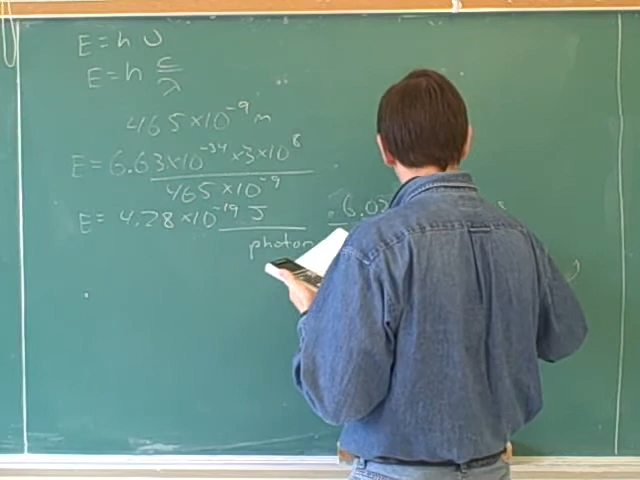 E = h ν
E = h c/λ
465 × 10⁻⁹ m
E = 6.63 × 10⁻³⁴ × 3 × 10⁸
465 × 10⁻⁹
E = 4.28 × 10⁻¹⁹ J 6.02
photon